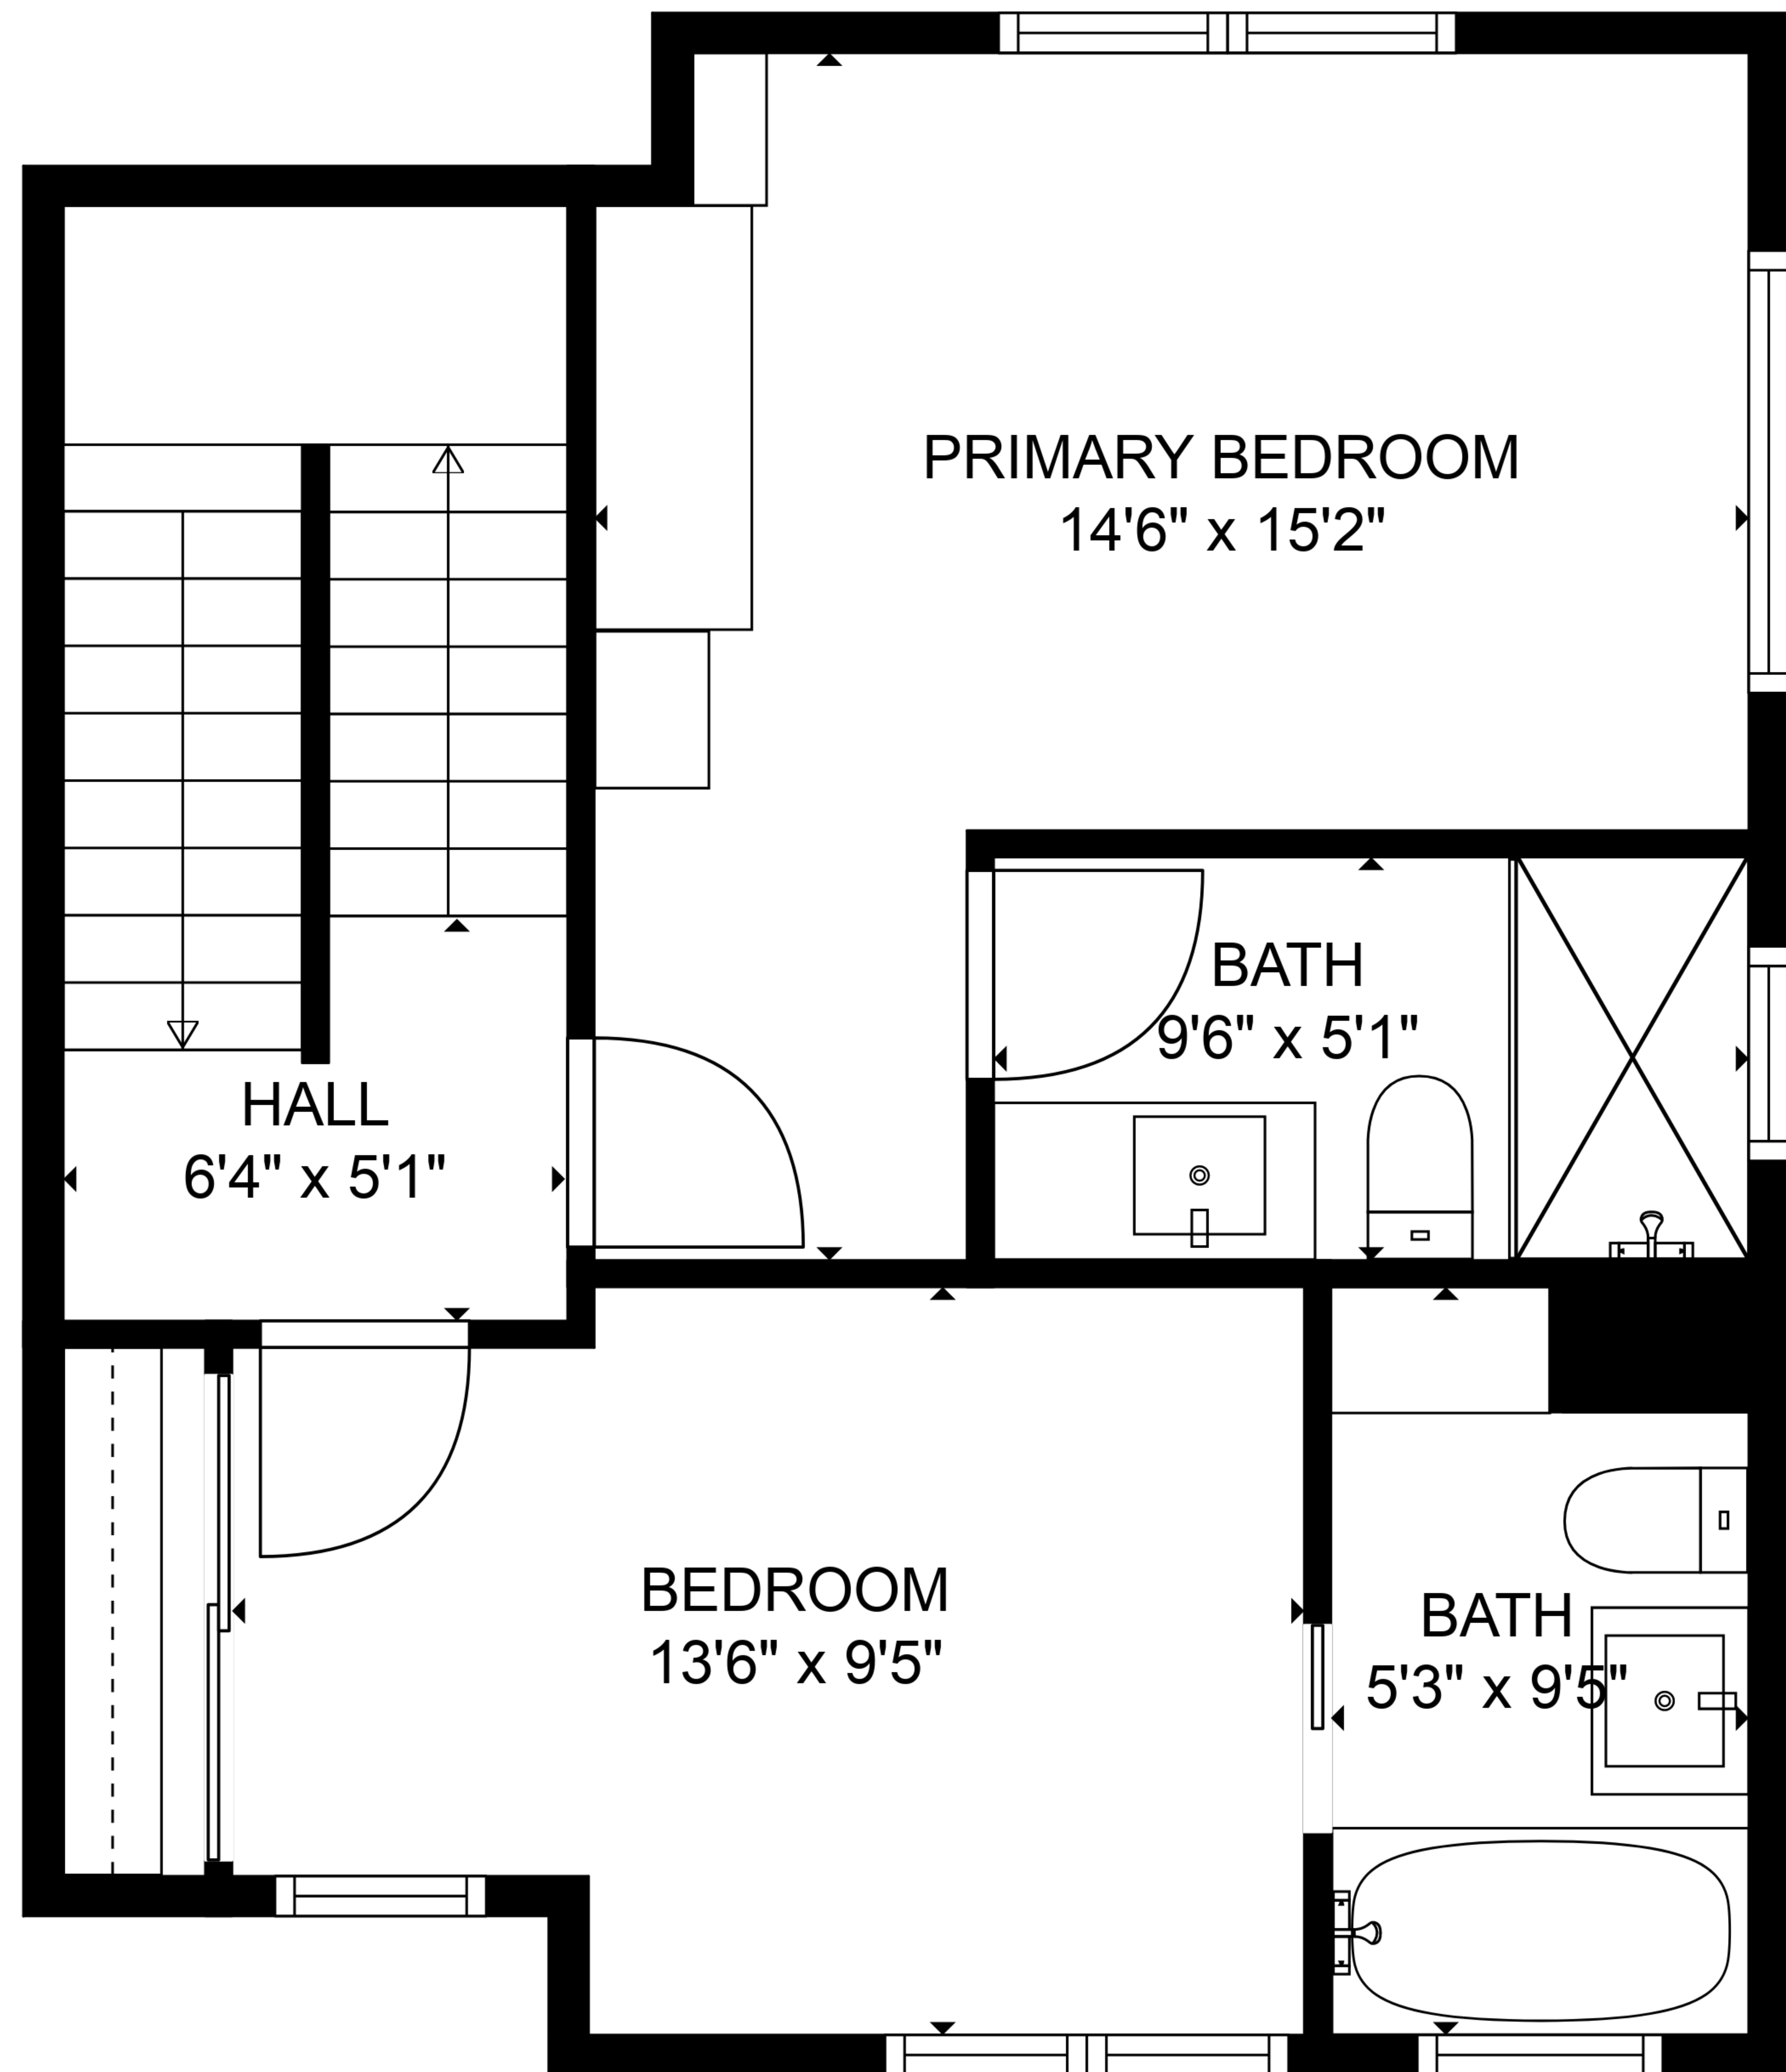 PRIMARY BEDROOM
14'6" x 15'2"
BATH
9'6" x 5'1"
HALL
6'4" x 5'1"
BEDROOM
13'6" x 9'5"
BATH
5'3" x 9'5"